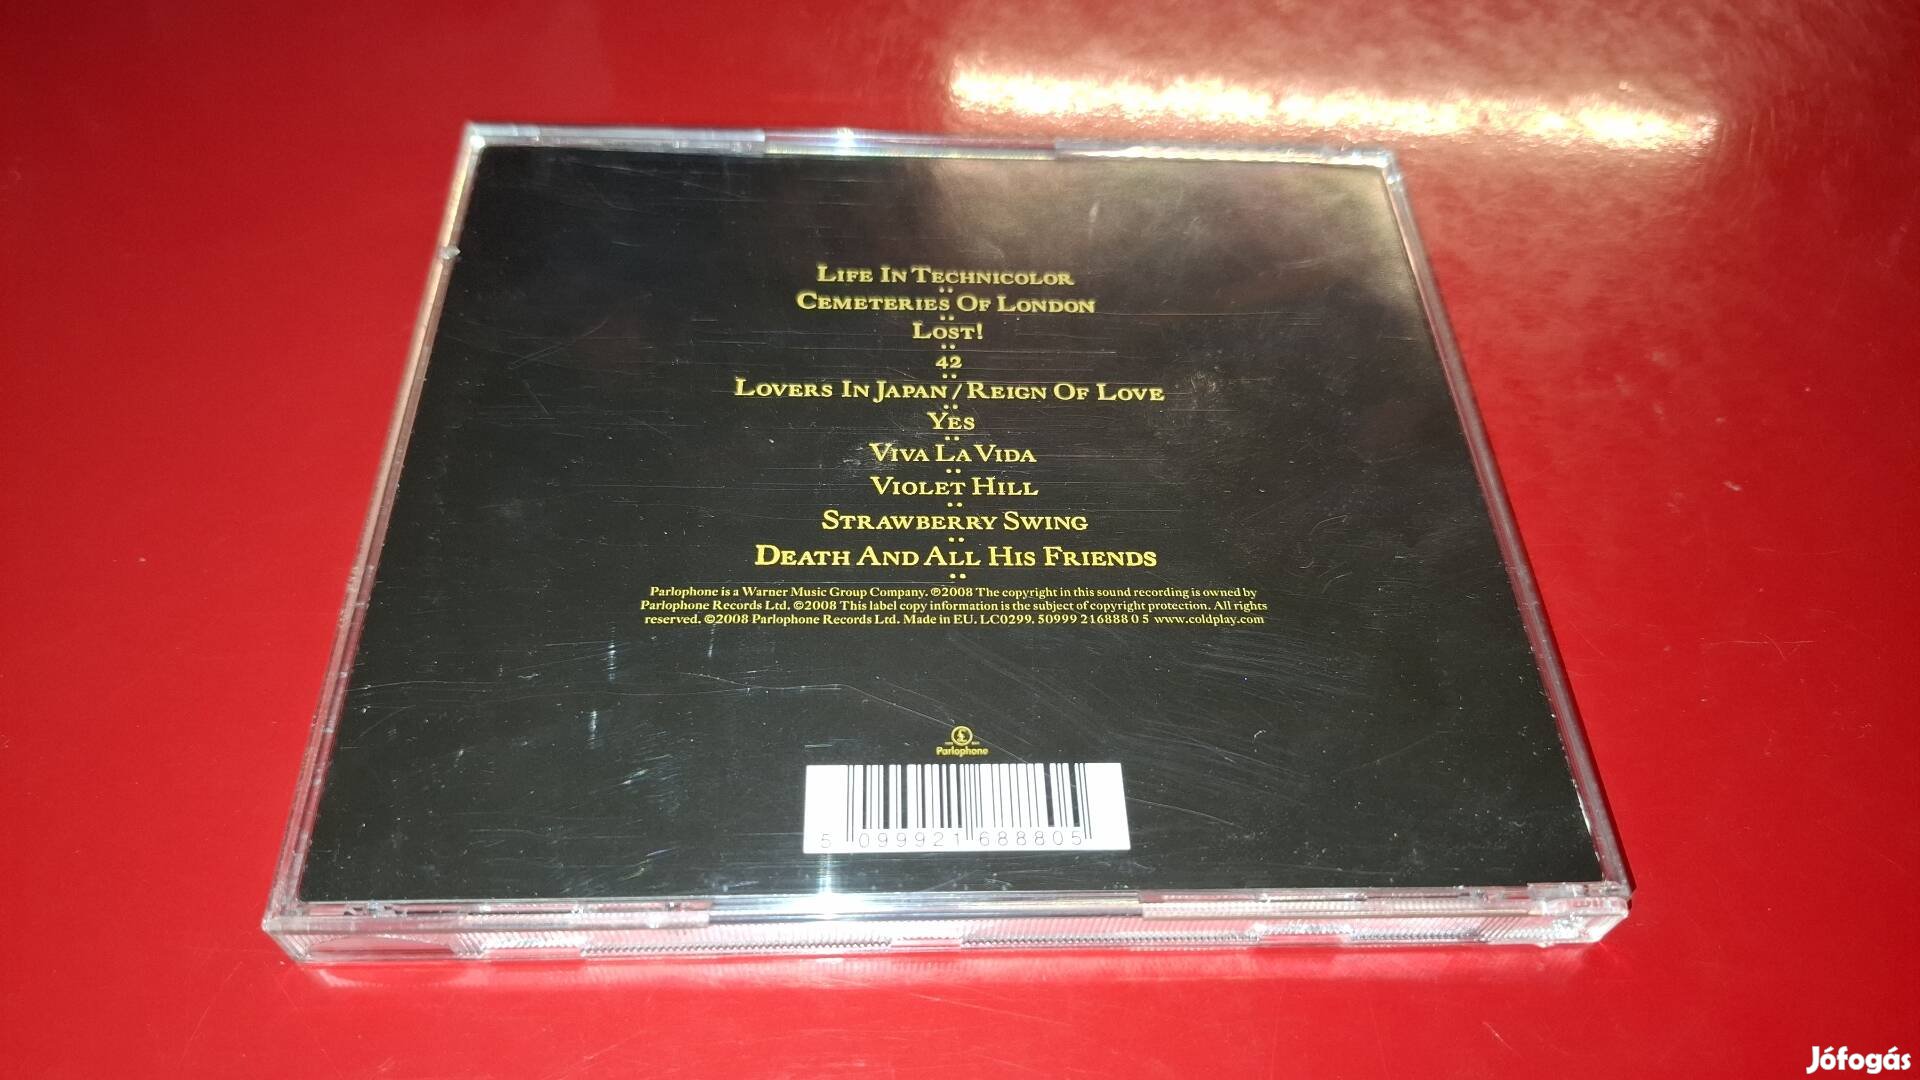 Life In Technicolor
Cemeteries Of London
Lost!
42
Lovers In Japan/Reign Of Love
Yes
Viva La Vida
Violet Hill
Strawberry Swing
Death And All His Friends
Parlophone is a Warner Music Group Company. ℗2008 The copyright in this sound recording is owned by
Parlophone Records Ltd. ©2008 This label copy information is the subject of copyright protection. All rights
reserved. ©2008 Parlophone Records Ltd. Made in EU. LC0299. 50999 216888 0 5 www.coldplay.com
£
Parlophone
5 099921 688805
Jófogás